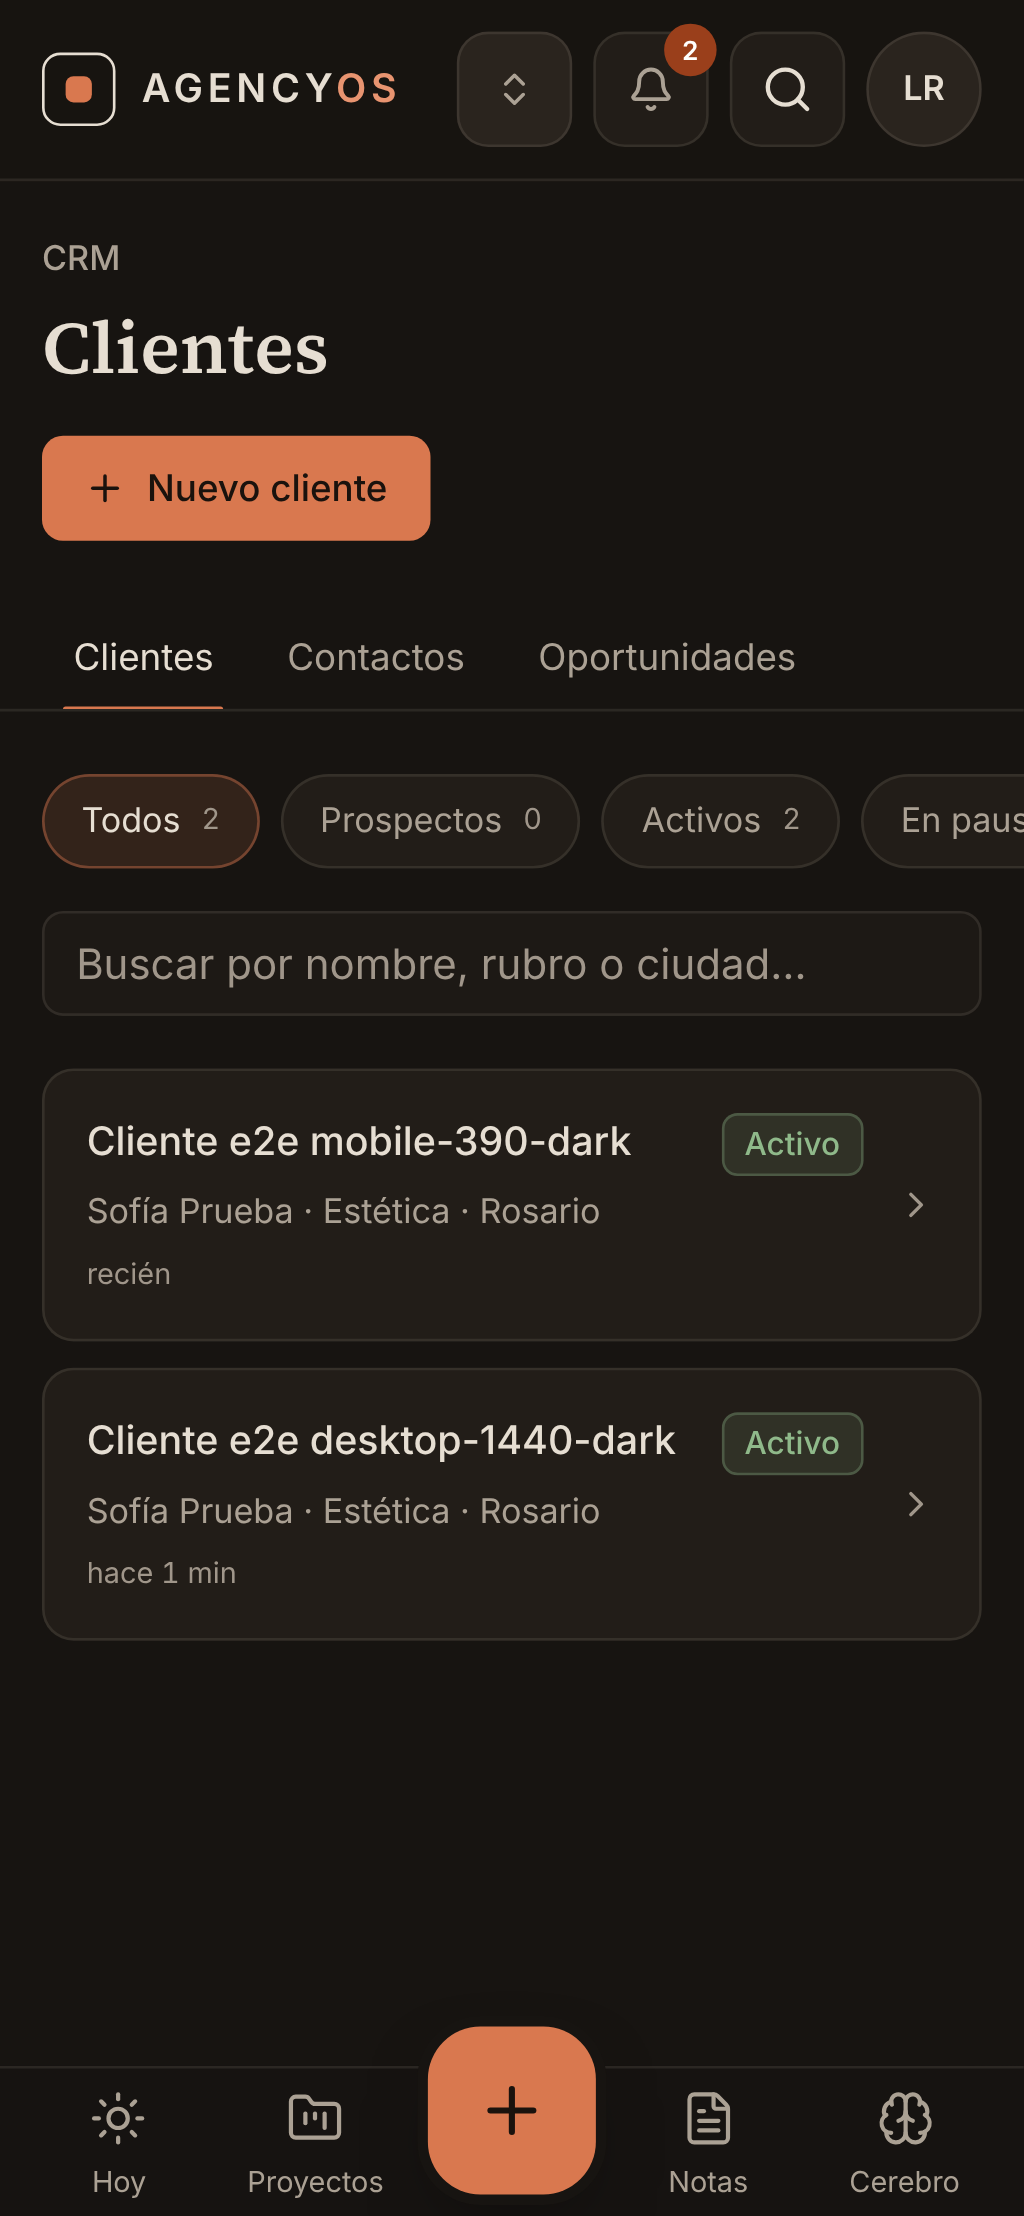 AGENCYOS
2
LR
CRM
Clientes
Nuevo cliente
Clientes Contactos Oportunidades
Todos 2 Prospectos 0 Activos 2 En paus
Buscar por nombre, rubro o ciudad...
Cliente e2e mobile-390-dark Activo
Sofía Prueba · Estética · Rosario
recién
Cliente e2e desktop-1440-dark Activo
Sofía Prueba · Estética · Rosario
hace 1 min
Hoy Proyectos Notas Cerebro